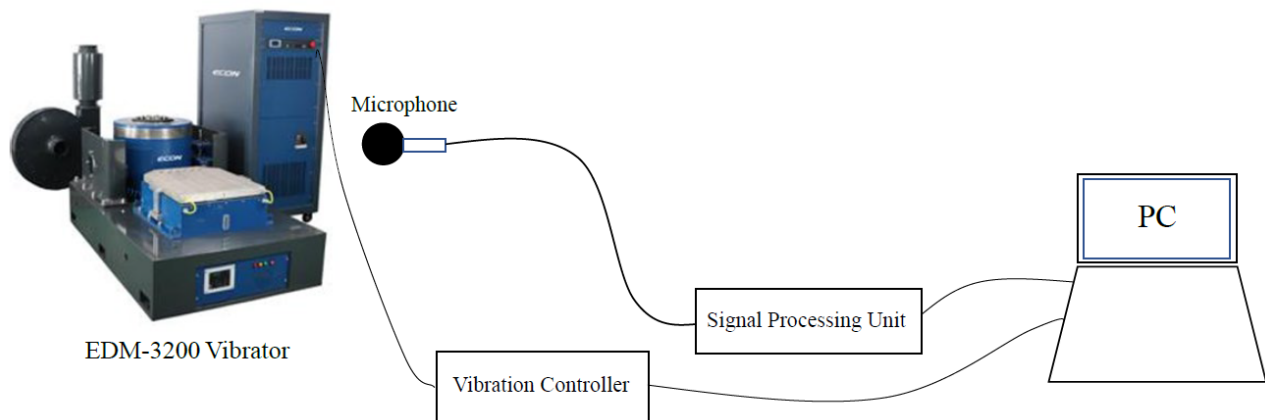 ECON
ECON
Microphone
ECON
PC
Signal Processing Unit
EDM-3200 Vibrator
Vibration Controller